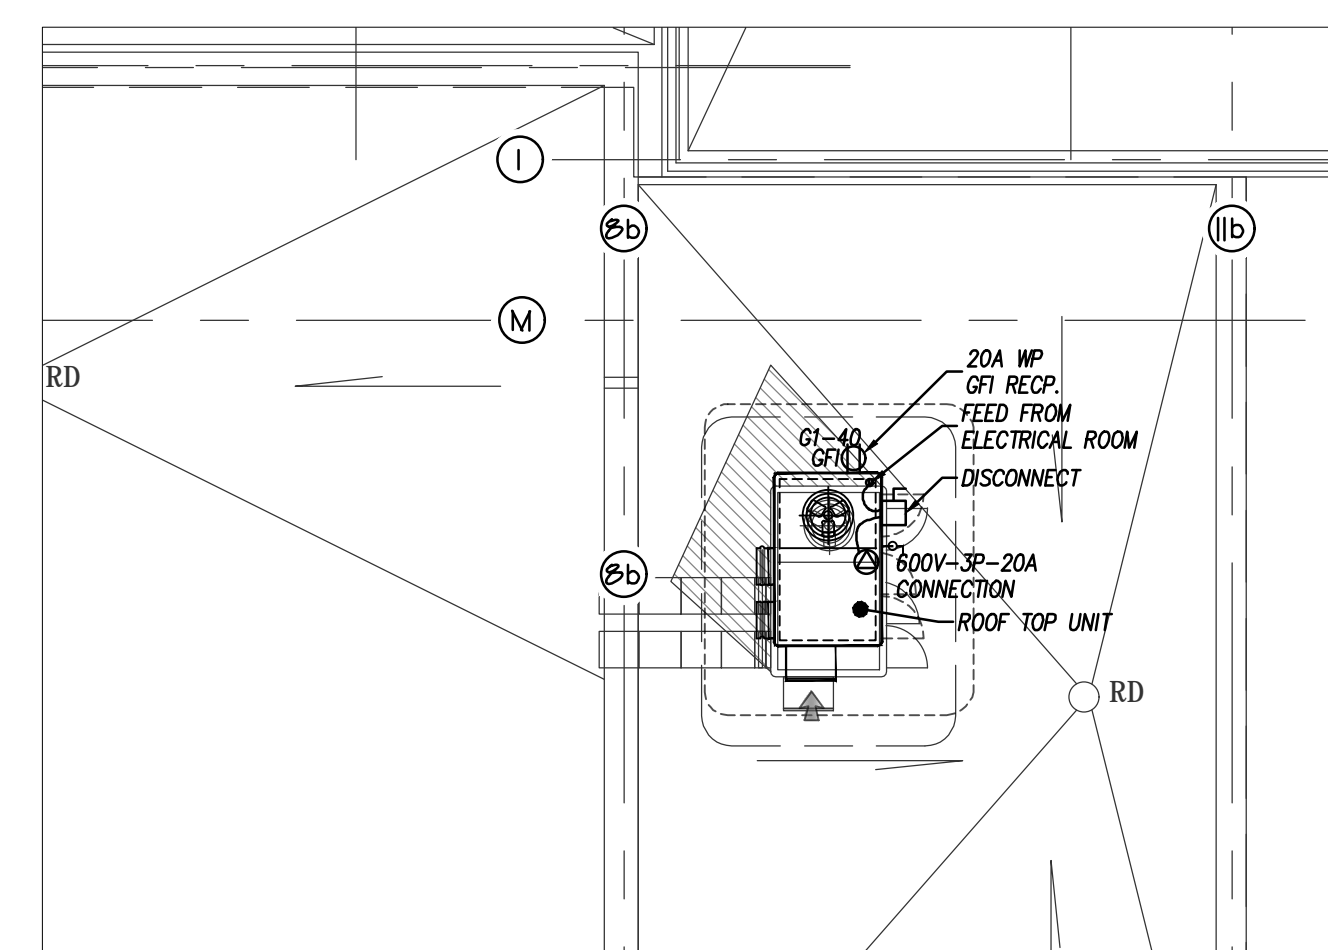 I
8b
11b
M
20A WP
GFI RECP.
RD
FEED FROM
ELECTRICAL ROOM
G1-40
GFI
DISCONNECT
600V-3P-20A
CONNECTION
8b
ROOF TOP UNIT
RD